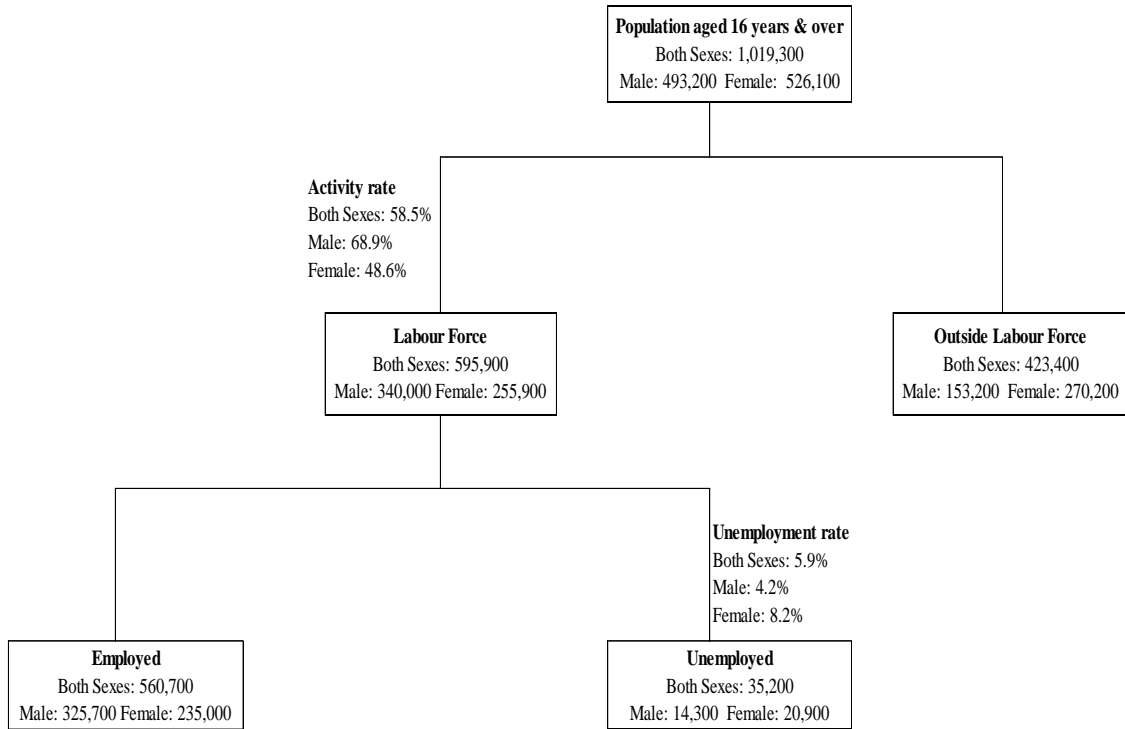 Population aged 16 years & over
Both Sexes: 1,019,300
Male: 493,200 Female: 526,100
Activity rate
Both Sexes: 58.5%
Male: 68.9%
Female: 48.6%
Labour Force
Both Sexes: 595,900
Male: 340,000 Female: 255,900
Outside Labour Force
Both Sexes: 423,400
Male: 153,200 Female: 270,200
Unemployment rate
Both Sexes: 5.9%
Male: 4.2%
Female: 8.2%
Employed
Both Sexes: 560,700
Male: 325,700 Female: 235,000
Unemployed
Both Sexes: 35,200
Male: 14,300 Female: 20,900